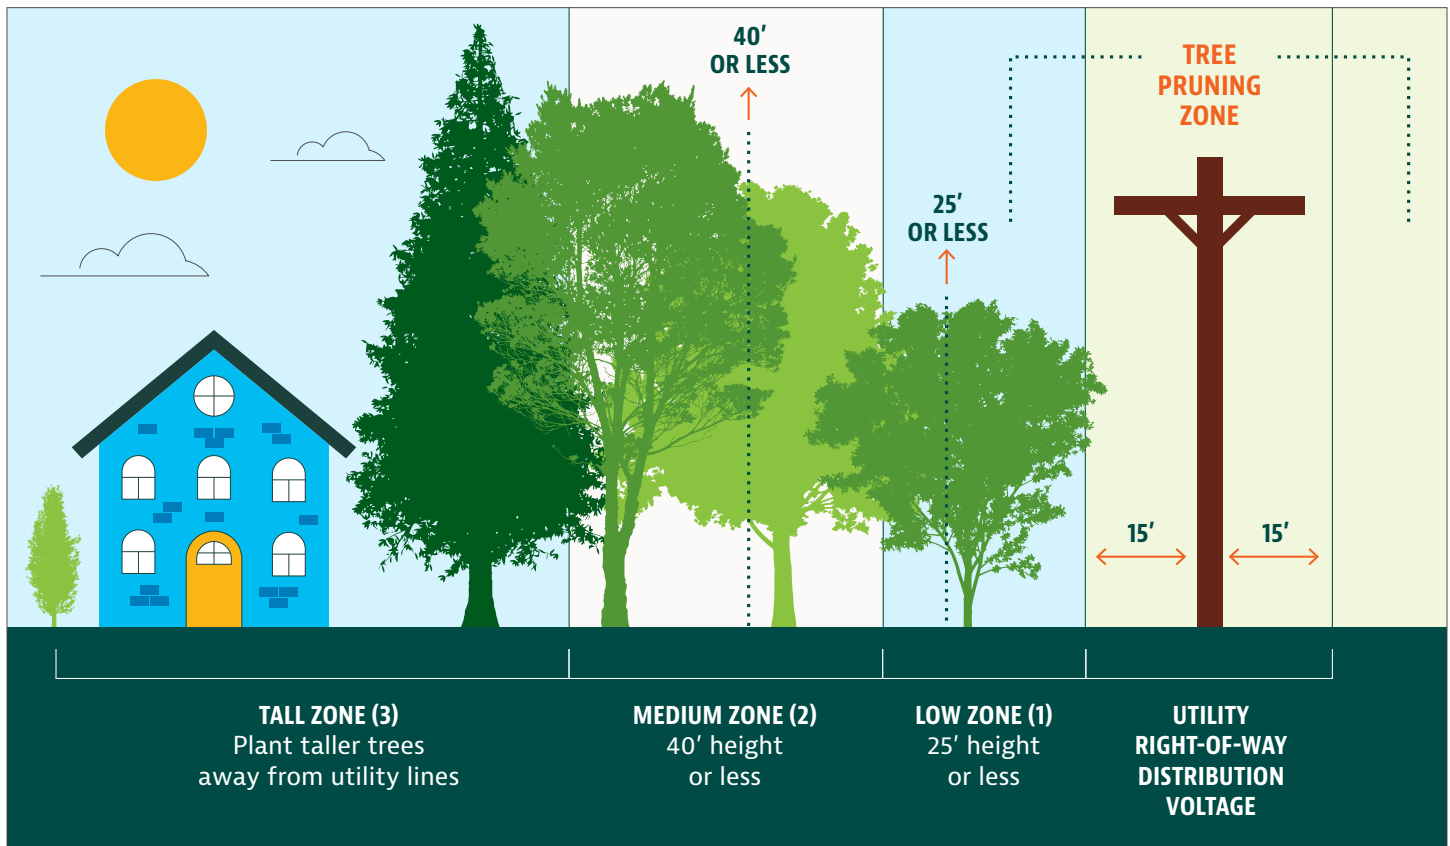 40′
OR LESS
25′
OR LESS
TREE
PRUNING
ZONE
15′
15′
TALL ZONE (3)
Plant taller trees
away from utility lines
MEDIUM ZONE (2)
40′ height
or less
LOW ZONE (1)
25′ height
or less
UTILITY
RIGHT-OF-WAY
DISTRIBUTION
VOLTAGE